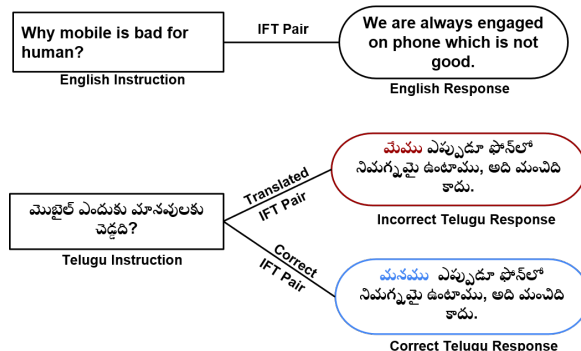 Why mobile is bad for
human?
English Instruction
IFT Pair
We are always engaged
on phone which is not
good.
English Response
మొబైల్ ఎందుకు మానవులకు
చెడ్డది?
Telugu Instruction
Translated
IFT Pair
మేము ఎప్పుడూ ఫోన్‌లో
నిమగ్నమై ఉంటాము, అది మంచిది
కాదు.
Incorrect Telugu Response
Correct
IFT Pair
మనము ఎప్పుడూ ఫోన్‌లో
నిమగ్నమై ఉంటాము, అది మంచిది
కాదు.
Correct Telugu Response